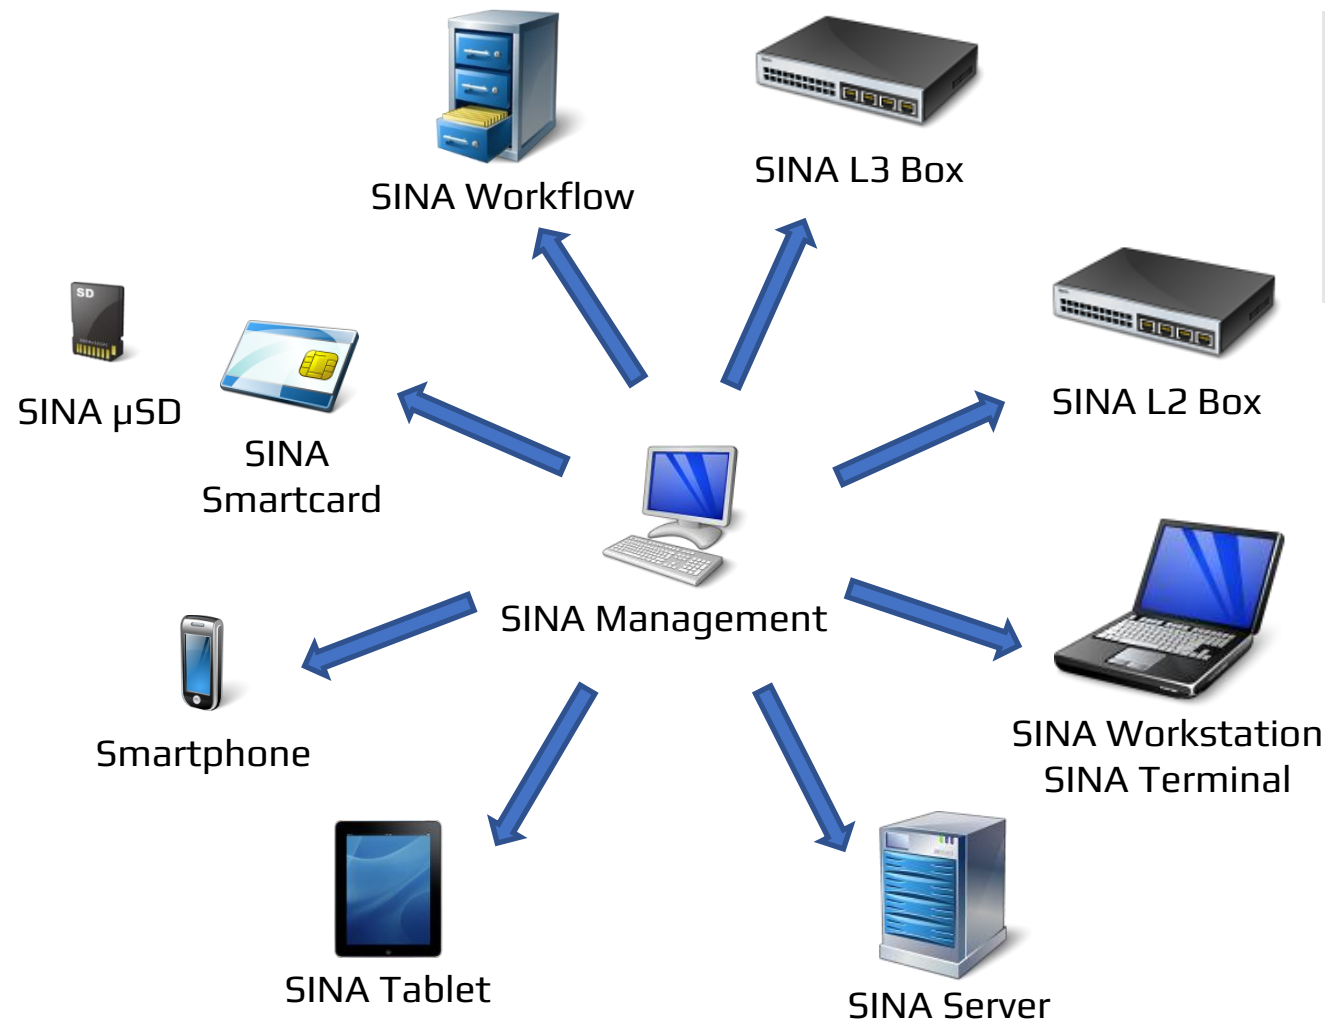 SINA Workflow
SINA L3 Box
SD
SINA µSD
SINA
Smartcard
SINA L2 Box
SINA Management
Smartphone
SINA Workstation
SINA Terminal
SINA Tablet
SINA Server